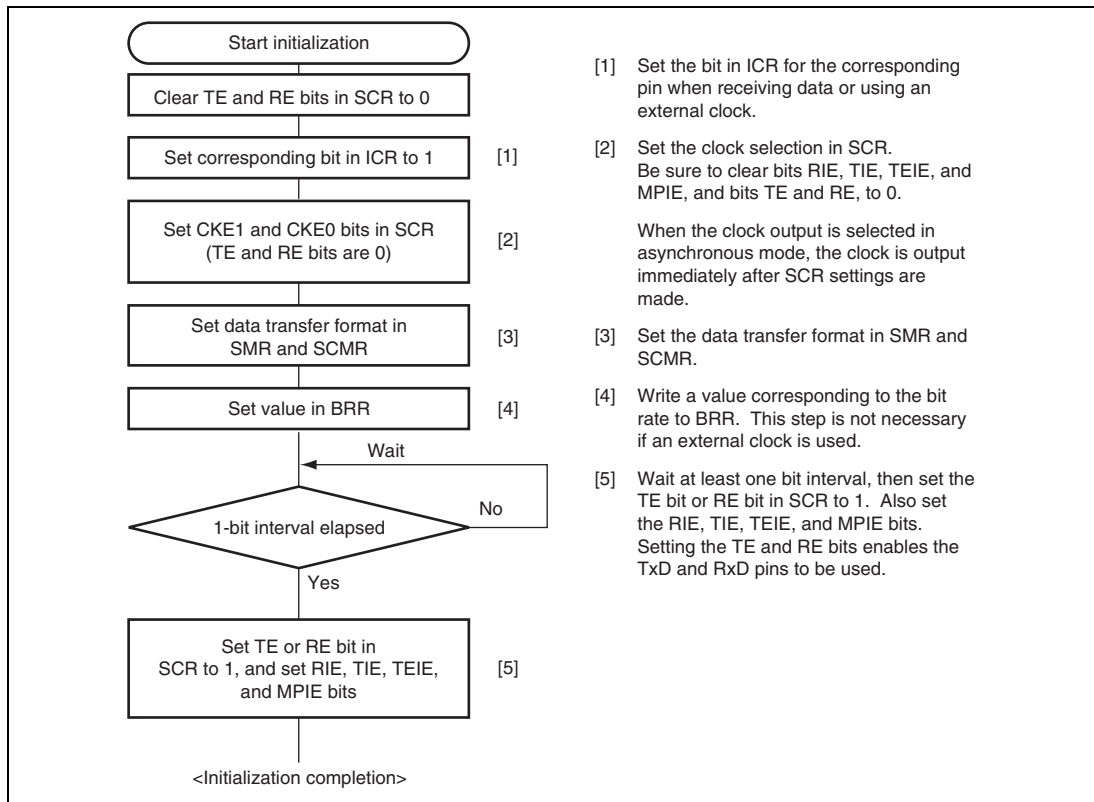 Start initialization
Clear TE and RE bits in SCR to 0
Set corresponding bit in ICR to 1
[1]
Set CKE1 and CKE0 bits in SCR
(TE and RE bits are 0)
[2]
Set data transfer format in
SMR and SCMR
[3]
Set value in BRR
[4]
Wait
1-bit interval elapsed
No
Yes
Set TE or RE bit in
SCR to 1, and set RIE, TIE, TEIE,
and MPIE bits
[5]
<Initialization completion>
[1] Set the bit in ICR for the corresponding
pin when receiving data or using an
external clock.
[2] Set the clock selection in SCR.
Be sure to clear bits RIE, TIE, TEIE, and
MPIE, and bits TE and RE, to 0.
When the clock output is selected in
asynchronous mode, the clock is output
immediately after SCR settings are
made.
[3] Set the data transfer format in SMR and
SCMR.
[4] Write a value corresponding to the bit
rate to BRR. This step is not necessary
if an external clock is used.
[5] Wait at least one bit interval, then set the
TE bit or RE bit in SCR to 1. Also set
the RIE, TIE, TEIE, and MPIE bits.
Setting the TE and RE bits enables the
TxD and RxD pins to be used.